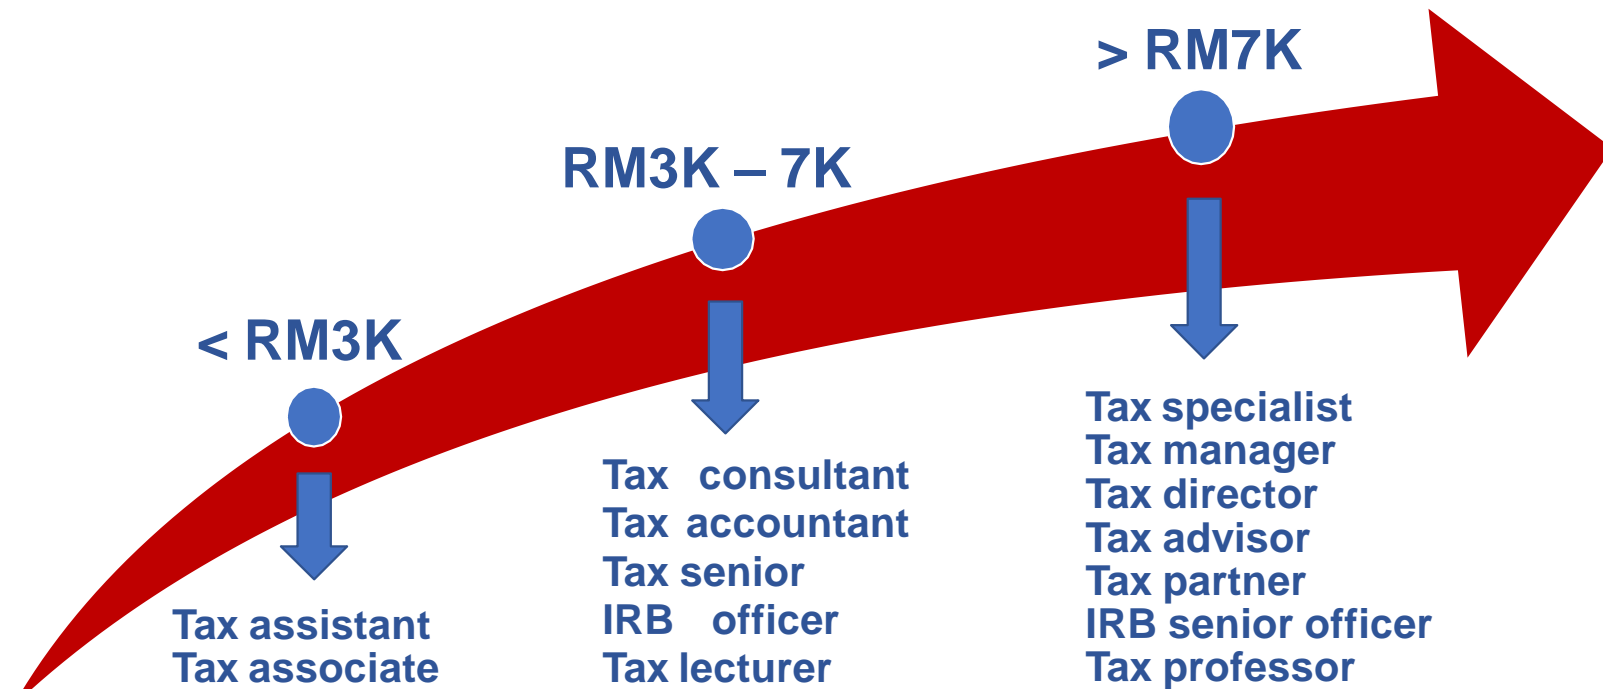 < RM3K
Tax assistant
Tax associate
RM3K – 7K
Tax consultant
Tax accountant
Tax senior
IRB officer
Tax lecturer
> RM7K
Tax specialist
Tax manager
Tax director
Tax advisor
Tax partner
IRB senior officer
Tax professor